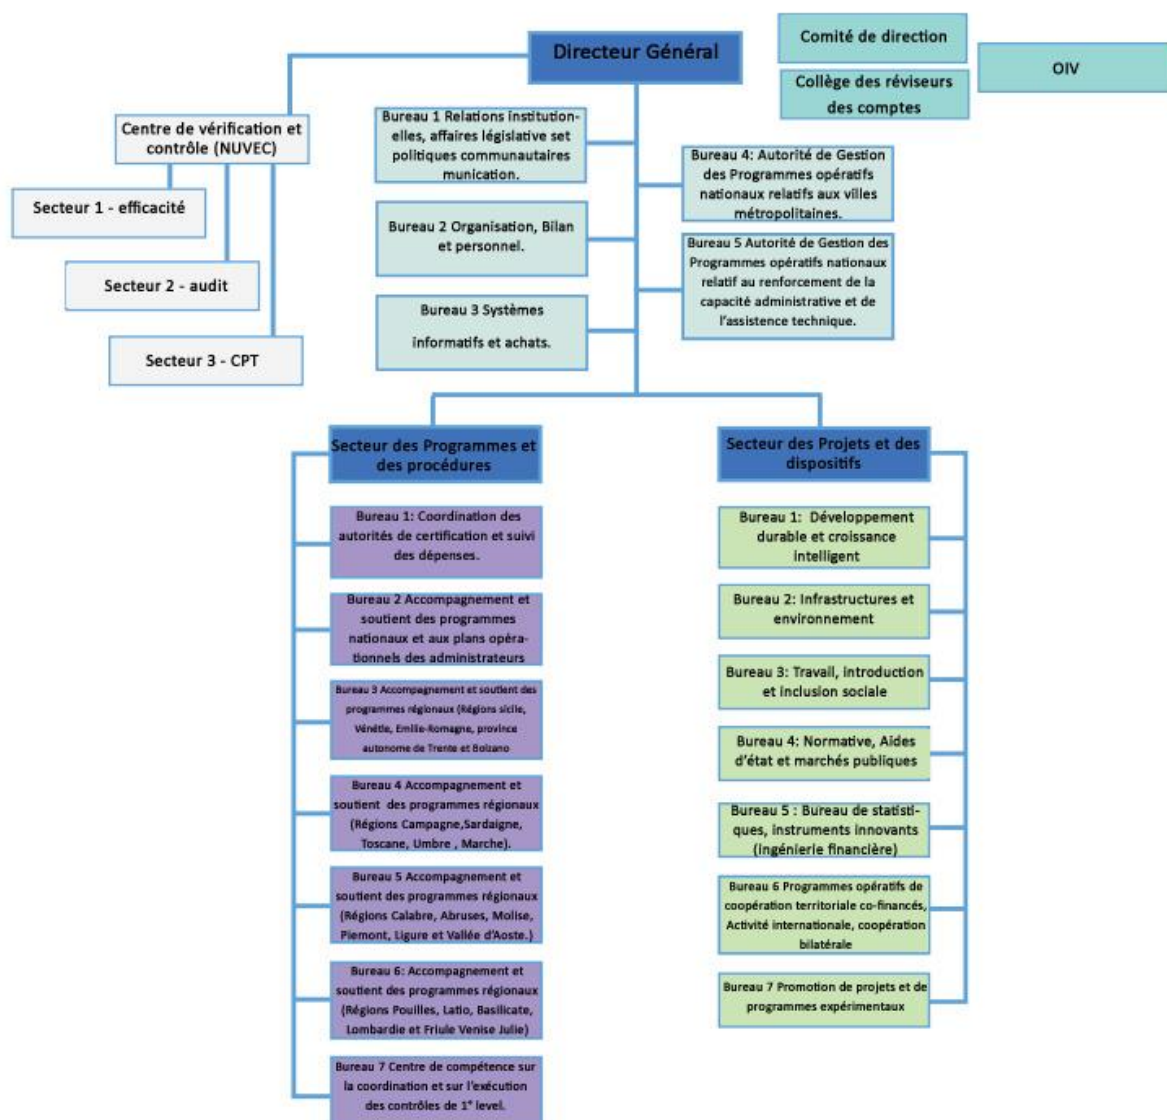 Directeur Général
Comité de direction
Collège des réviseurs
des comptes
OIV
Centre de vérification et
contrôle (NUVEC)
Secteur 1 - efficacité
Secteur 2 - audit
Secteur 3 - CPT
Bureau 1 Relations institution-
elles, affaires législative set
politiques communautaires
munication.
Bureau 2 Organisation, Bilan
et personnel.
Bureau 3 Systèmes
informatifs et achats.
Bureau 4: Autorité de Gestion
des Programmes opératifs
nationaux relatifs aux villes
métropolitaines.
Bureau 5 Autorité de Gestion des
Programmes opératifs nationaux
relatif au renforcement de la
capacité administrative et de
l'assistence technique.
Secteur des Programmes et
des procédures
Bureau 1: Coordination des
autorités de certification et suivi
des dépenses.
Bureau 2 Accompagnement et
soutient des programmes
nationaux et aux plans opéra-
tionnels des administrateurs
Bureau 3 Accompagnement et soutient des
programmes régionaux (Régions sicile,
Vénétie, Emilie-Romagne, province
autonome de Trente et Bolzano
Bureau 4 Accompagnement et
soutient des programmes régionaux
(Régions Campagne,Sardaigne,
Toscane, Umbre , Marche).
Bureau 5 Accompagnement et
soutient des programmes régionaux
(Régions Calabre, Abruses, Molise,
Piemont, Ligure et Vallée d'Aoste.)
Bureau 6: Accompagnement et
soutient des programmes régionaux
(Régions Pouilles, Latio, Basilicate,
Lombardie et Friule Venise Julie)
Bureau 7 Centre de compétence sur
la coordination et sur l'exécution
des contrôles de 1° level.
Secteur des Projets et des
dispositifs
Bureau 1: Développement
durable et croissance
intelligent
Bureau 2: Infrastructures et
environnement
Bureau 3: Travail, introduction
et inclusion sociale
Bureau 4: Normative, Aides
d'état et marchés publiques
Bureau 5 : Bureau de statisti-
ques, instruments innovants
(ingénierie financière)
Bureau 6 Programmes opératifs de
coopération territoriale co-financés,
Activité internationale, coopération
bilatérale
Bureau 7 Promotion de projets et de
programmes expérimentaux